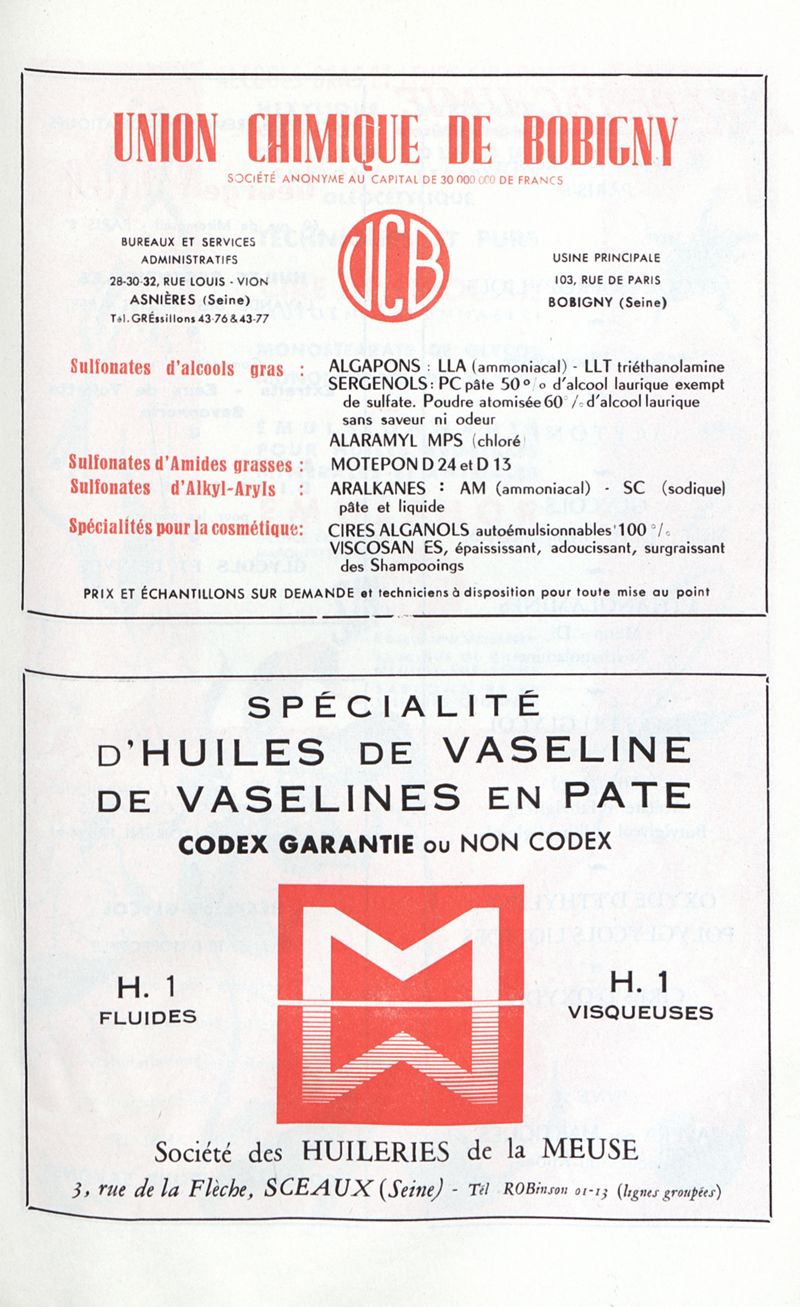 UNION CHIMIQUE DE BOBIGNY
SOCIÉTÉ ANONYME AU CAPITAL DE 30 000.000 DE FRANCS
BUREAUX ET SERVICES
ADMINISTRATIFS
28-30-32, RUE LOUIS - VION
ASNIÈRES (Seine)
Tél. GRÉsillons 43-76 & 43-77
UCB
USINE PRINCIPALE
103, RUE DE PARIS
BOBIGNY (Seine)
Sulfonates d'alcools gras : ALGAPONS : LLA (ammoniacal) - LLT triéthanolamine
SERGENOLS : PC pâte 50 % d'alcool laurique exempt
de sulfate. Poudre atomisée 60 % d'alcool laurique
sans saveur ni odeur
ALARAMYL MPS (chloré)
Sulfonates d'Amides grasses : MOTEPON D 24 et D 13
Sulfonates d'Alkyl-Aryls : ARALKANES : AM (ammoniacal) - SC (sodique)
pâte et liquide
Spécialités pour la cosmétique: CIRES ALGANOLS autoémulsionnables 100 %
VISCOSAN ES, épaississant, adoucissant, surgraissant
des Shampooings
PRIX ET ÉCHANTILLONS SUR DEMANDE et techniciens à disposition pour toute mise au point
SPÉCIALITÉ
D'HUILES DE VASELINE
DE VASELINES EN PATE
CODEX GARANTIE OU NON CODEX
H. 1
FLUIDES
M
H. 1
VISQUEUSES
Société des HUILERIES de la MEUSE
3, rue de la Flèche, SCEAUX (Seine) - Tél ROBinson 01-13 (lignes groupées)